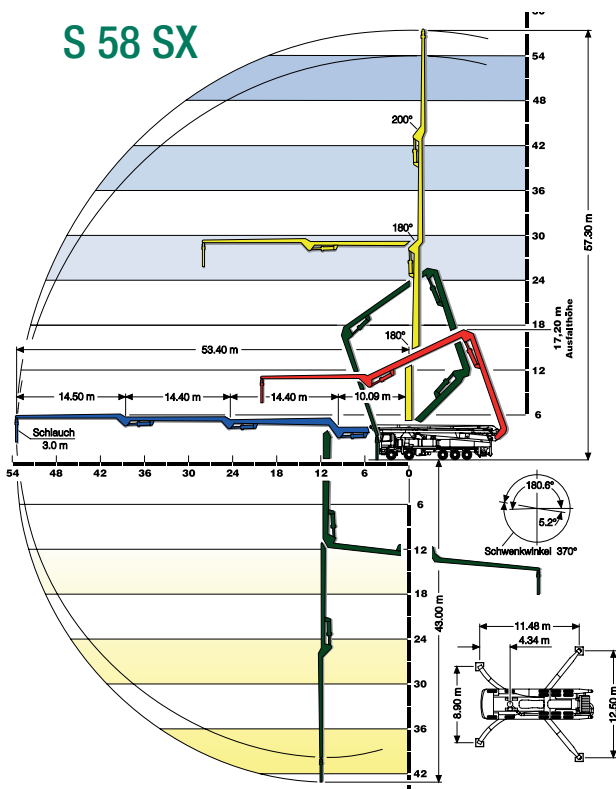 S 58 SX
54
48
42
36
30
24
18
12
6
200°
180°
180°
57.30 m
17,20 m
Ausfalthöhe
53.40 m
14.50 m
14.40 m
14.40 m
10.09 m
Schlauch
3.0 m
54
48
42
36
30
24
18
12
6
0
6
12
18
24
30
36
42
43.00 m
180.6°
5.2°
Schwenkwinkel 370°
11.48 m
4.34 m
8.90 m
12.50 m